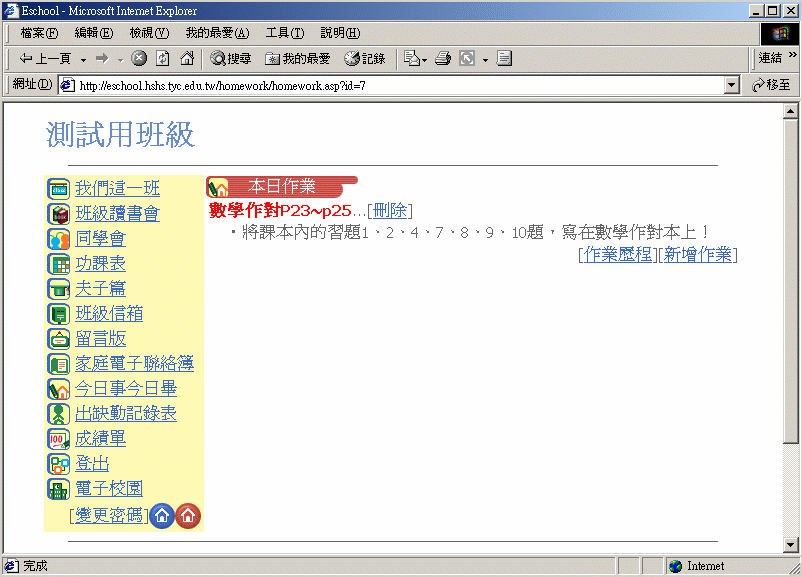 Eschool - Microsoft Internet Explorer
檔案(F) 編輯(E) 檢視(V) 我的最愛(A) 工具(T) 說明(H)
上一頁 搜尋 我的最愛 記錄 連結 »
網址(D) http://eschool.hshs.tyc.edu.tw/homework/homework.asp?id=7 移至
測試用班級
我們這一班
班級讀書會
同學會
功課表
夫子篇
班級信箱
留言版
家庭電子聯絡簿
今日事今日畢
出缺勤記錄表
100 成績單
登出
電子校園
[變更密碼]
本日作業
數學作對P23~p25...[刪除]
・將課本內的習題1、2、4、7、8、9、10題，寫在數學作對本上！
[作業歷程][新增作業]
完成 Internet